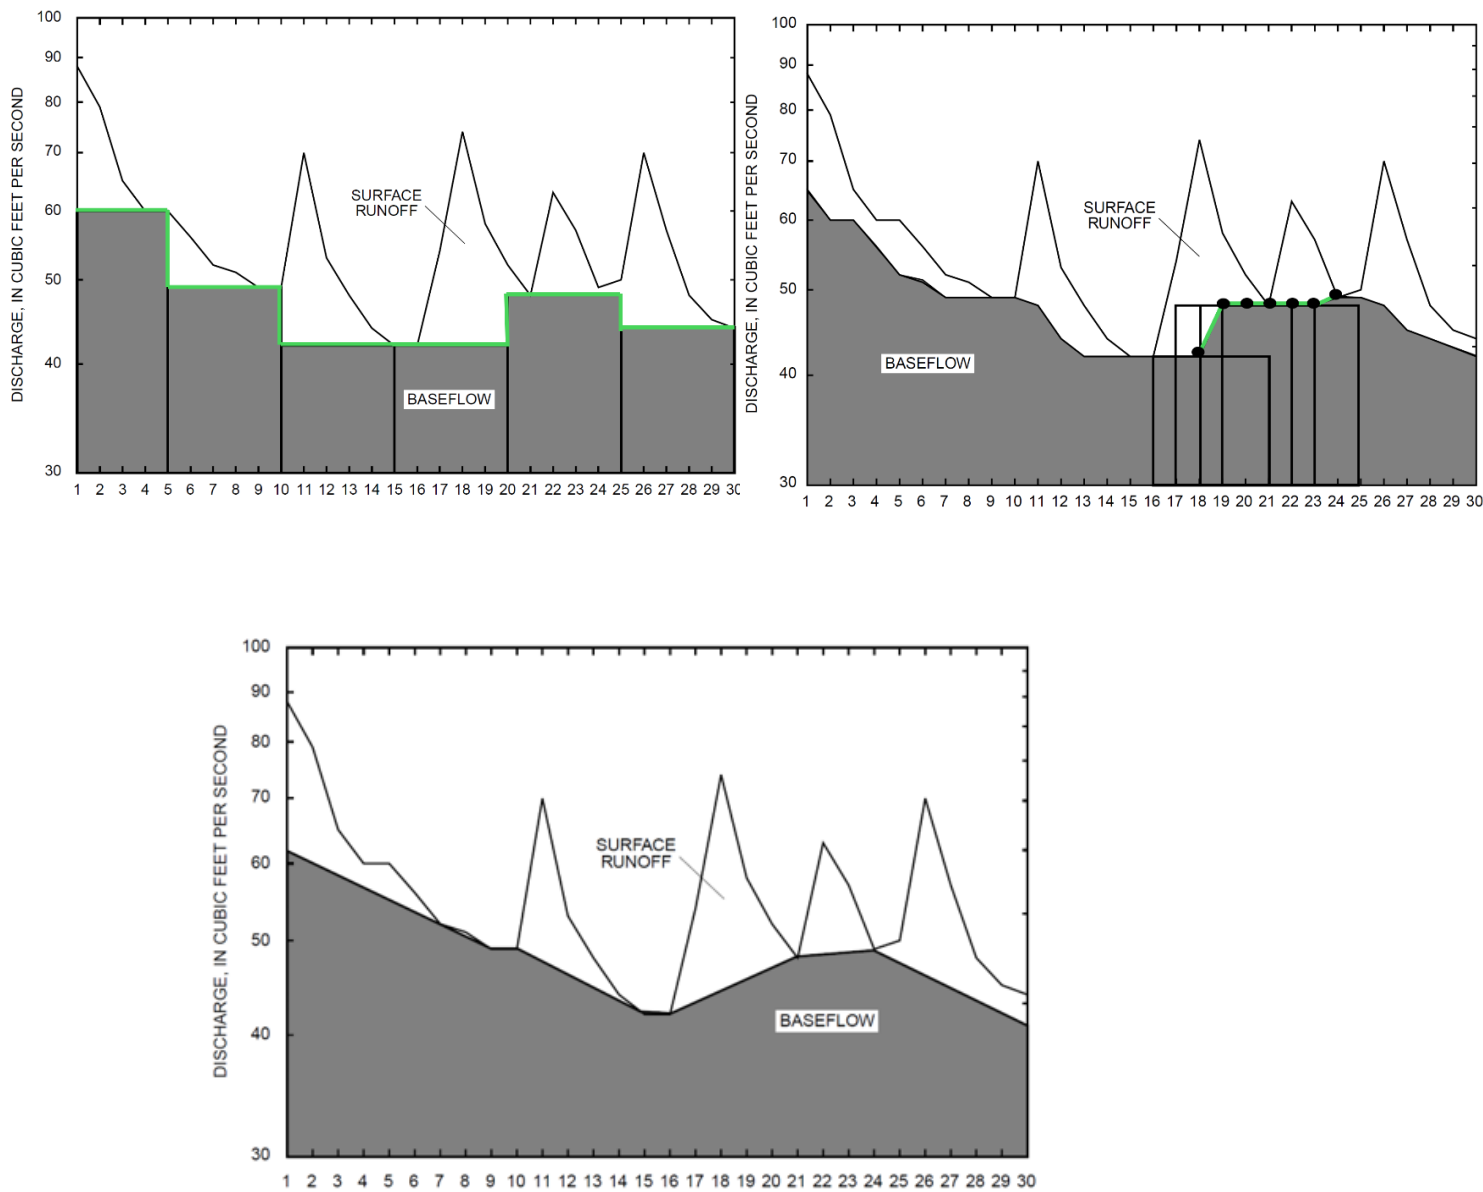 100
90
80
70
60
50
40
30
DISCHARGE, IN CUBIC FEET PER SECOND
SURFACE
RUNOFF
BASEFLOW
1 2 3 4 5 6 7 8 9 10 11 12 13 14 15 16 17 18 19 20 21 22 23 24 25 26 27 28 29 30
100
90
80
70
60
50
40
30
DISCHARGE, IN CUBIC FEET PER SECOND
SURFACE
RUNOFF
BASEFLOW
1 2 3 4 5 6 7 8 9 10 11 12 13 14 15 16 17 18 19 20 21 22 23 24 25 26 27 28 29 30
100
90
80
70
60
50
40
30
DISCHARGE, IN CUBIC FEET PER SECOND
SURFACE
RUNOFF
BASEFLOW
1 2 3 4 5 6 7 8 9 10 11 12 13 14 15 16 17 18 19 20 21 22 23 24 25 26 27 28 29 30